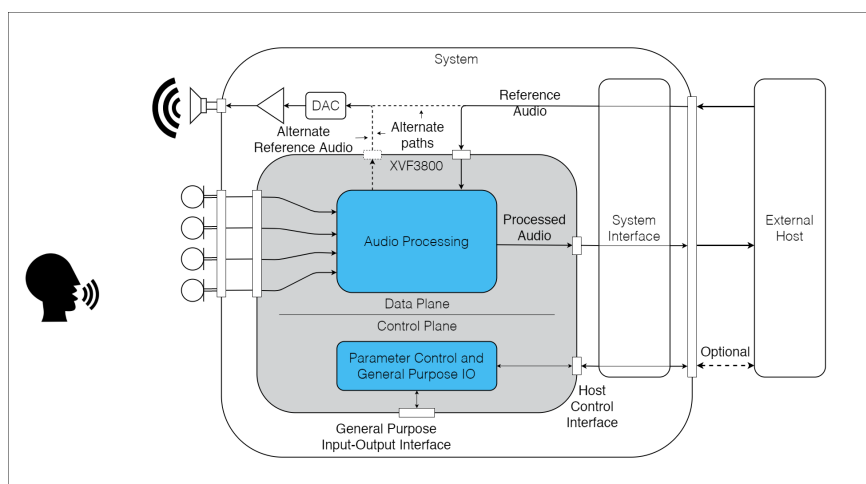 System
Reference
Audio
DAC
Alternate
Reference Audio
Alternate
paths
XVF3800
Audio Processing
Processed
Audio
System
Interface
External
Host
Data Plane
Control Plane
Parameter Control and
General Purpose IO
Optional
Host
Control
Interface
General Purpose
Input-Output Interface